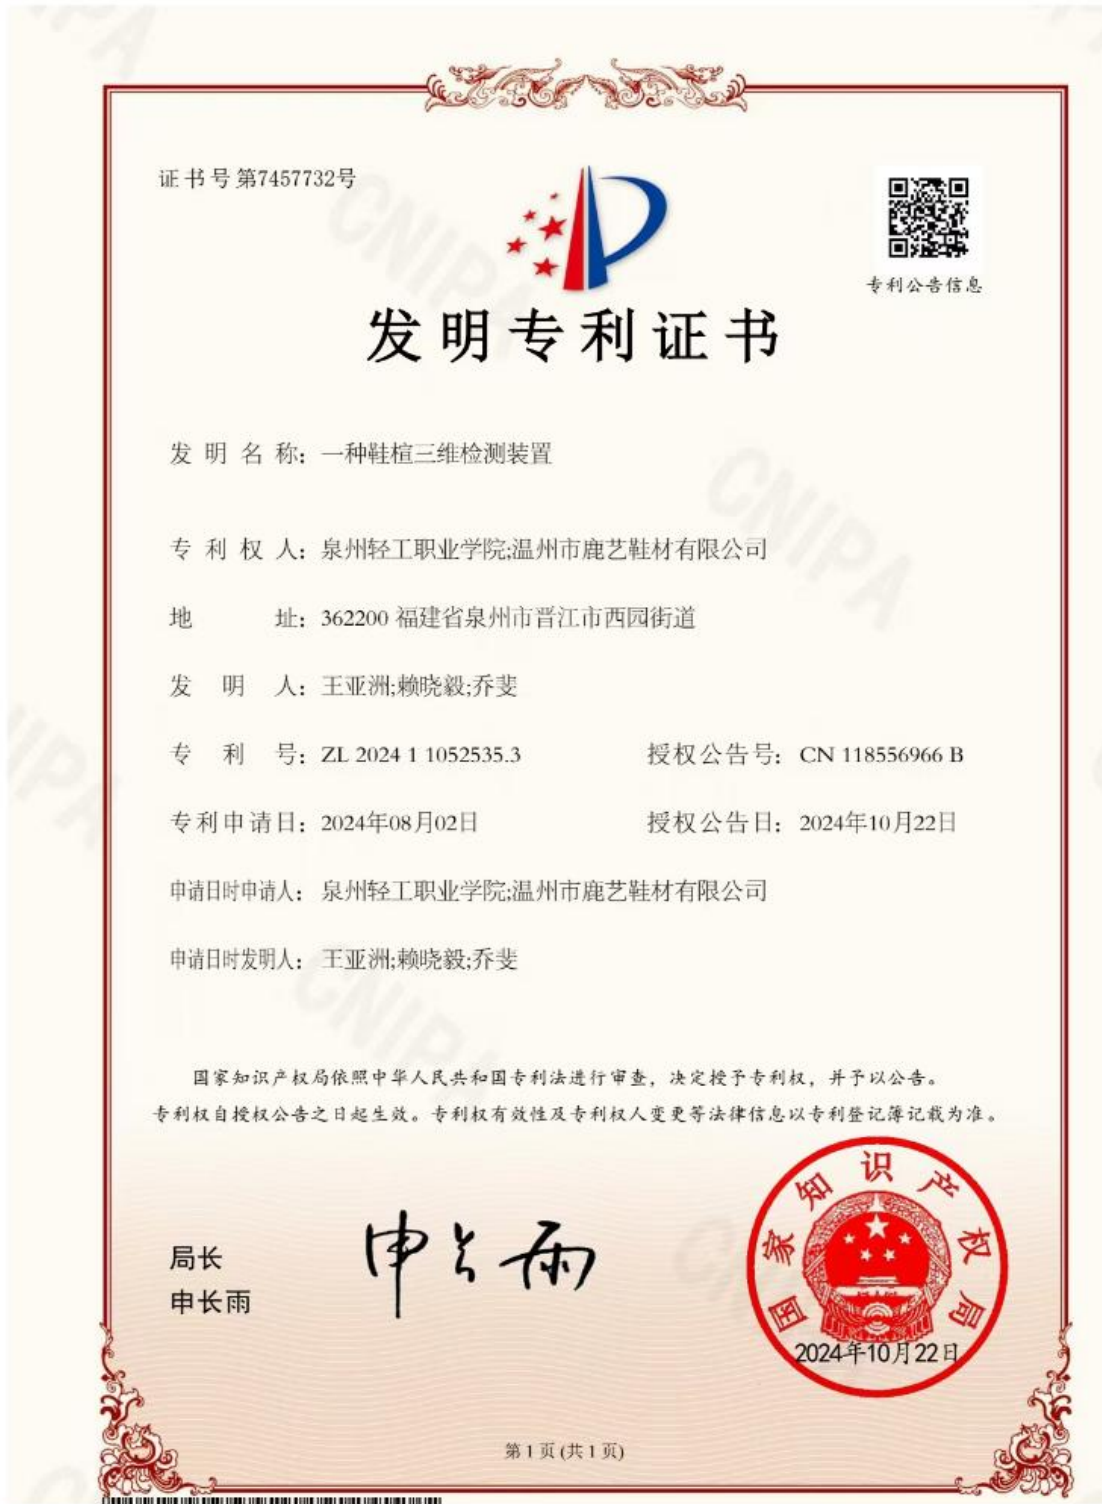 证书号第7457732号
专利公告信息
发明专利证书
发明名称：一种鞋楦三维检测装置
专利权人：泉州轻工职业学院;温州市鹿艺鞋材有限公司
地址：362200 福建省泉州市晋江市西园街道
发明人：王亚洲;赖晓毅;乔斐
专利号：ZL 2024 1 1052535.3 授权公告号：CN 118556966 B
专利申请日：2024年08月02日 授权公告日：2024年10月22日
申请日时申请人：泉州轻工职业学院;温州市鹿艺鞋材有限公司
申请日时发明人：王亚洲;赖晓毅;乔斐
国家知识产权局依照中华人民共和国专利法进行审查，决定授予专利权，并予以公告。
专利权自授权公告之日起生效。专利权有效性及专利权人变更等法律信息以专利登记簿记载为准。
局长
申长雨
申长雨
国家知识产权局
2024年10月22日
第1页(共1页)
CNIPA
CNIPA
CNIPA